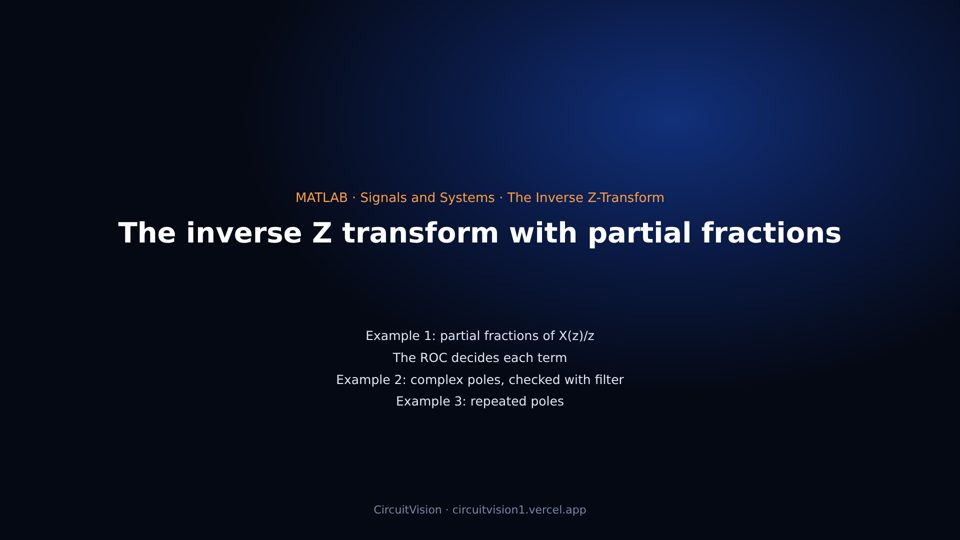 MATLAB · Signals and Systems · The Inverse Z-Transform
The inverse Z transform with partial fractions
Example 1: partial fractions of X(z)/z
The ROC decides each term
Example 2: complex poles, checked with filter
Example 3: repeated poles
CircuitVision · circuitvision1.vercel.app